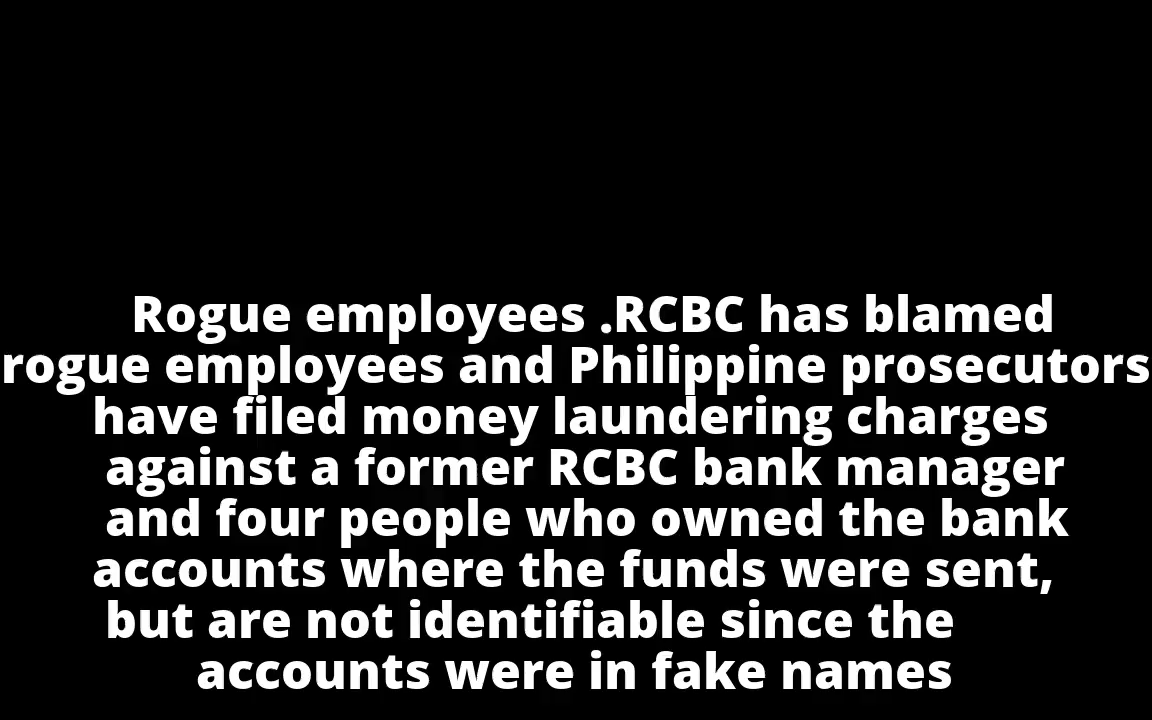 Rogue employees .RCBC has blamed
rogue employees and Philippine prosecutors
have filed money laundering charges
against a former RCBC bank manager
and four people who owned the bank
accounts where the funds were sent,
but are not identifiable since the
accounts were in fake names